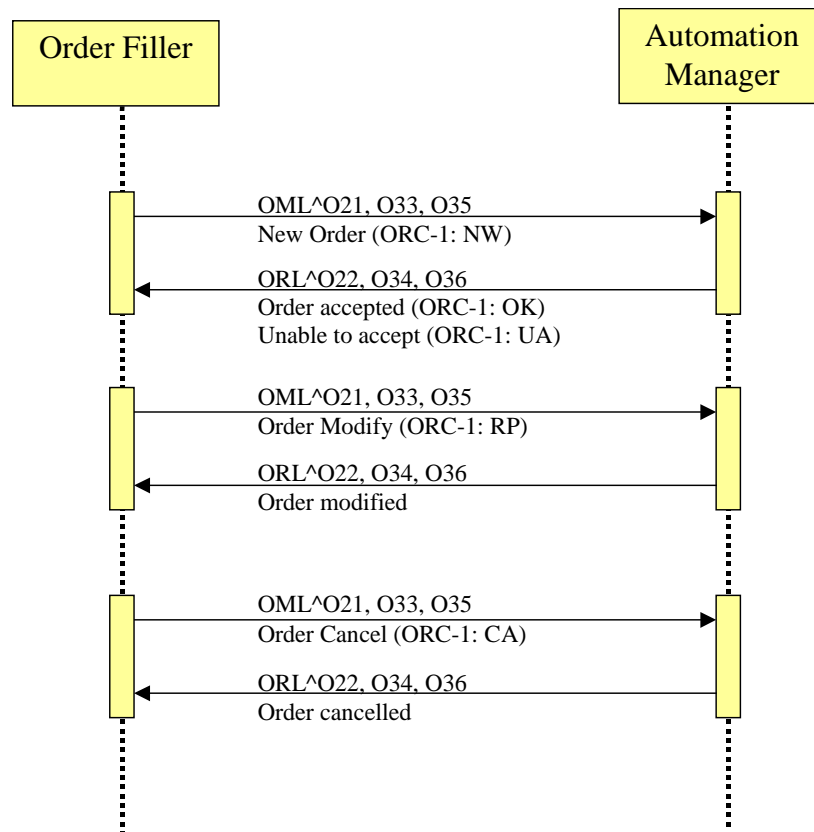 Order Filler
Automation
Manager
OML^O21, O33, O35
New Order (ORC-1: NW)
ORL^O22, O34, O36
Order accepted (ORC-1: OK)
Unable to accept (ORC-1: UA)
OML^O21, O33, O35
Order Modify (ORC-1: RP)
ORL^O22, O34, O36
Order modified
OML^O21, O33, O35
Order Cancel (ORC-1: CA)
ORL^O22, O34, O36
Order cancelled